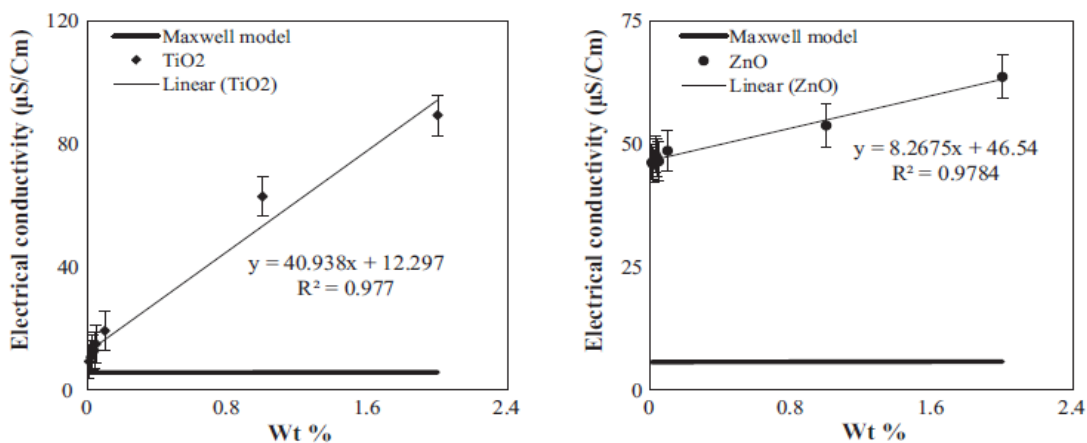 120
80
40
0
Electrical conductivity (µS/Cm)
Maxwell model
TiO2
Linear (TiO2)
y = 40.938x + 12.297
R² = 0.977
0
0.8
1.6
2.4
Wt %
75
50
25
0
Electrical conductivity (µS/Cm)
Maxwell model
ZnO
Linear (ZnO)
y = 8.2675x + 46.54
R² = 0.9784
0
0.8
1.6
2.4
Wt %